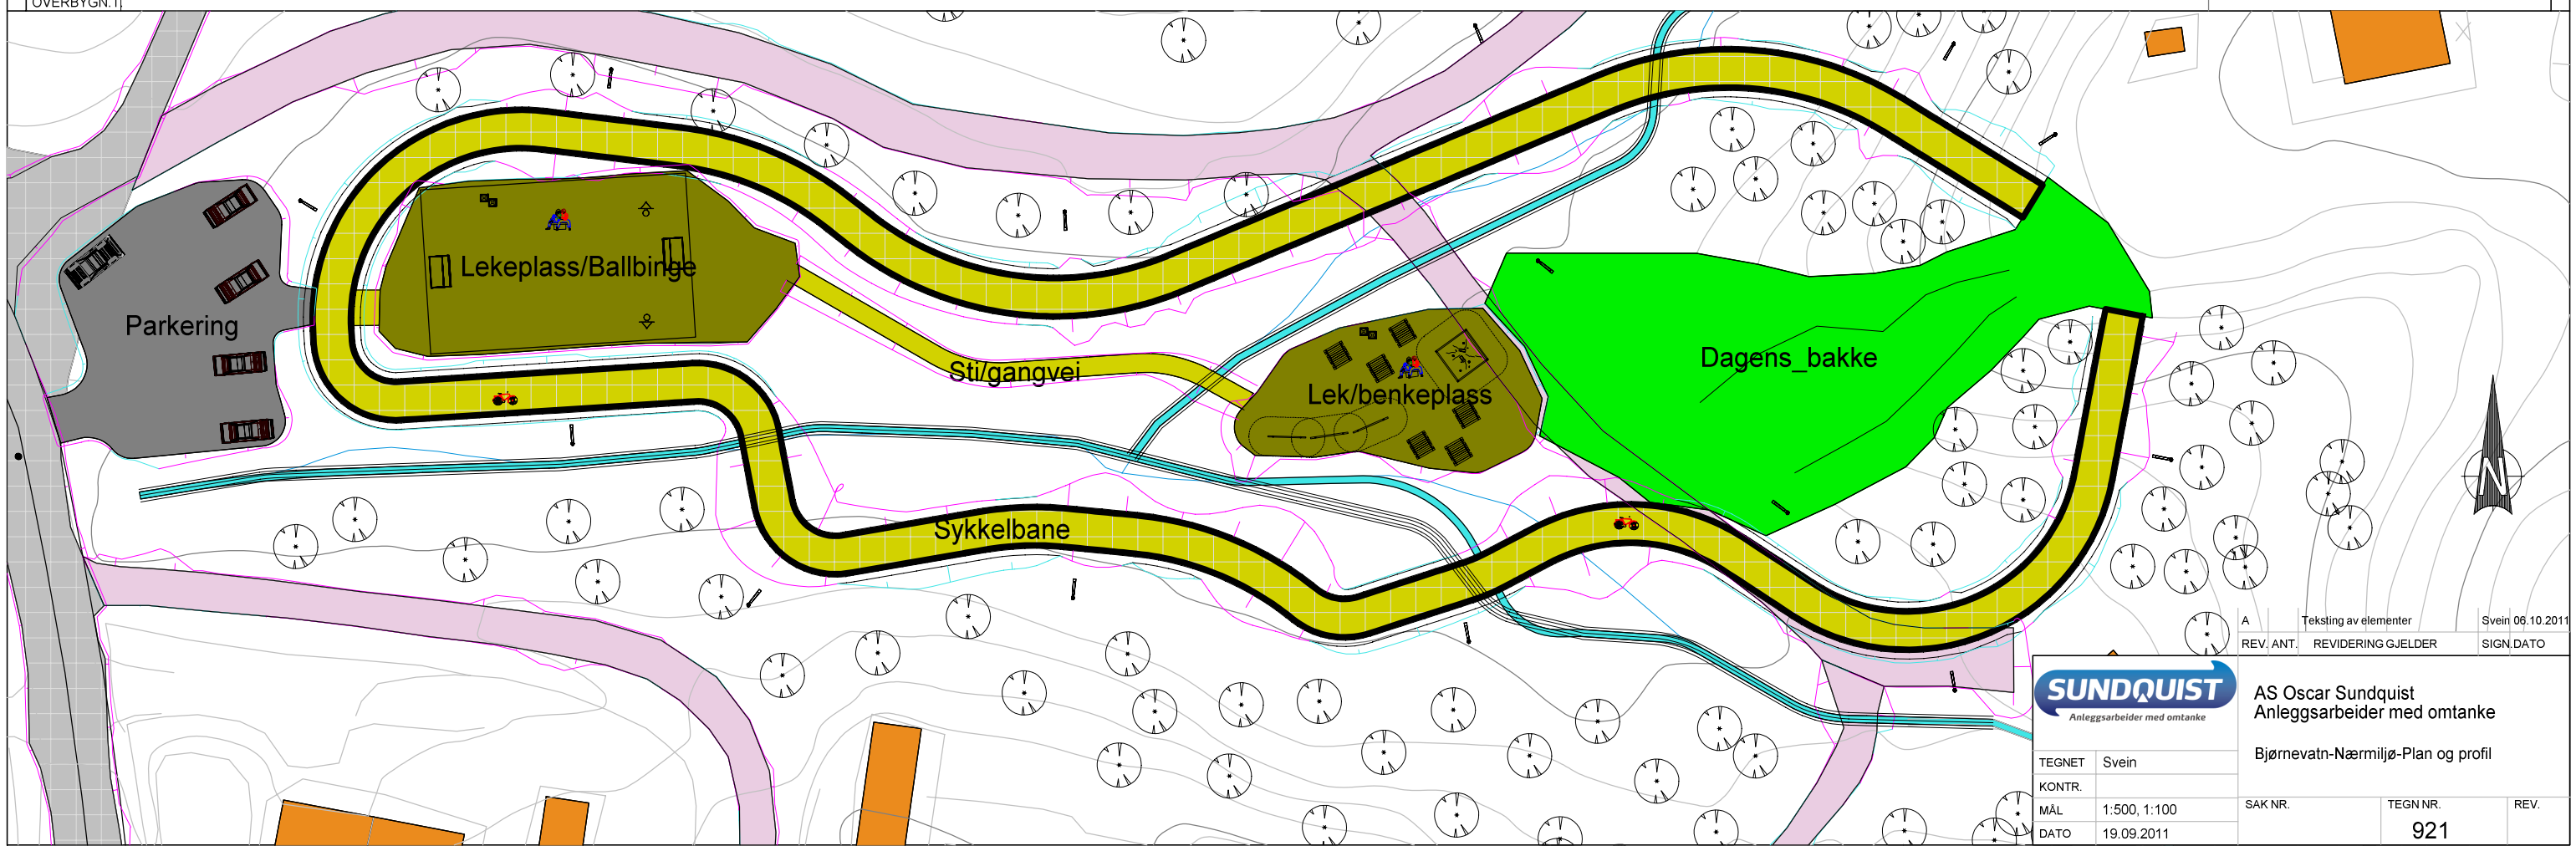 OVERBYGN.T.
Parkering
Lekeplass/Ballbinge
Sti/gangvei
Lek/benkeplass
Dagens_bakke
Sykkelbane
N
A Teksting av elementer Svein 06.10.2011
REV. ANT. REVIDERING GJELDER SIGN. DATO
SUNDQUIST
Anleggsarbeider med omtanke
AS Oscar Sundquist
Anleggsarbeider med omtanke
Bjørnevatn-Nærmiljø-Plan og profil
TEGNET Svein
KONTR.
MÅL 1:500, 1:100
DATO 19.09.2011
SAK NR.
TEGN NR.
921
REV.